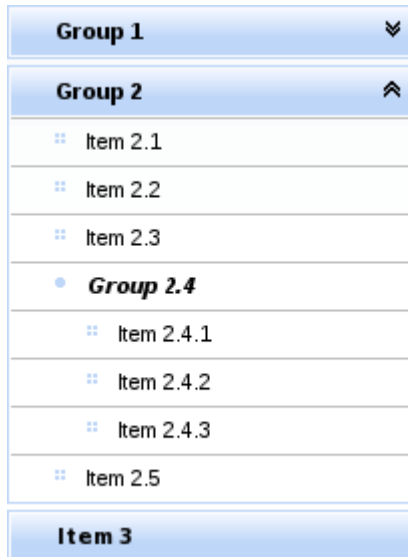 Group 1
Group 2
Item 2.1
Item 2.2
Item 2.3
Group 2.4
Item 2.4.1
Item 2.4.2
Item 2.4.3
Item 2.5
Item 3